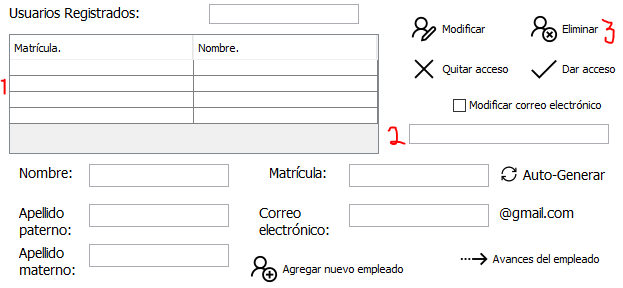 Usuarios Registrados:
Modificar
Eliminar 3
Matrícula. Nombre.
Quitar acceso
Dar acceso
1
Modificar correo electrónico
2
Nombre:
Matrícula:
Auto-Generar
Apellido
paterno:
Correo
electrónico:
@gmail.com
Apellido
materno:
Agregar nuevo empleado
Avances del empleado